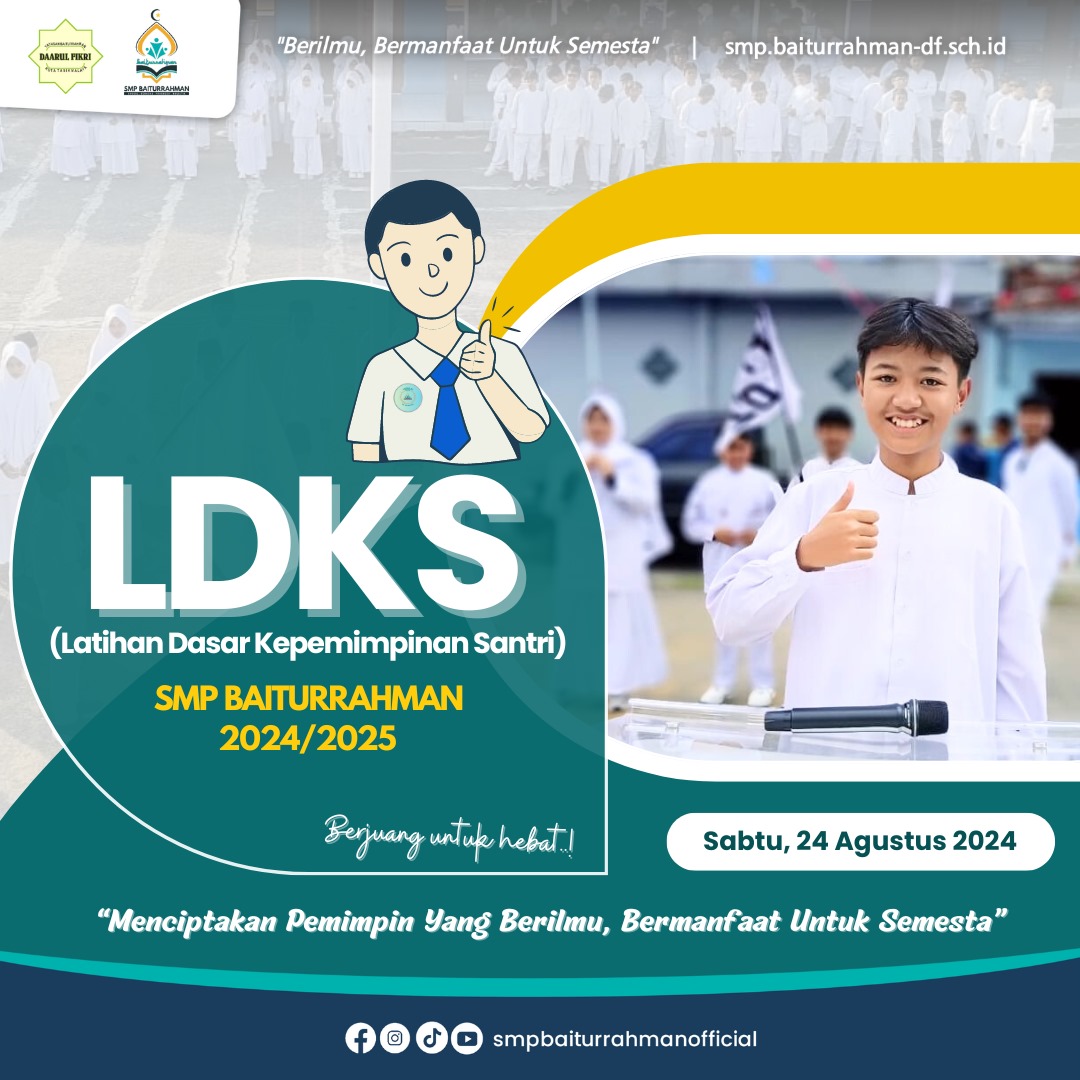 DAARUL FIKRI
SMP BAITURRAHMAN
"Berilmu, Bermanfaat Untuk Semesta" | smp.baiturrahman-df.sch.id
LDKS
(Latihan Dasar Kepemimpinan Santri)
SMP BAITURRAHMAN
2024/2025
Berjuang untuk hebat..!
Sabtu, 24 Agustus 2024
“Menciptakan Pemimpin Yang Berilmu, Bermanfaat Untuk Semesta”
smpbaiturrahmanofficial